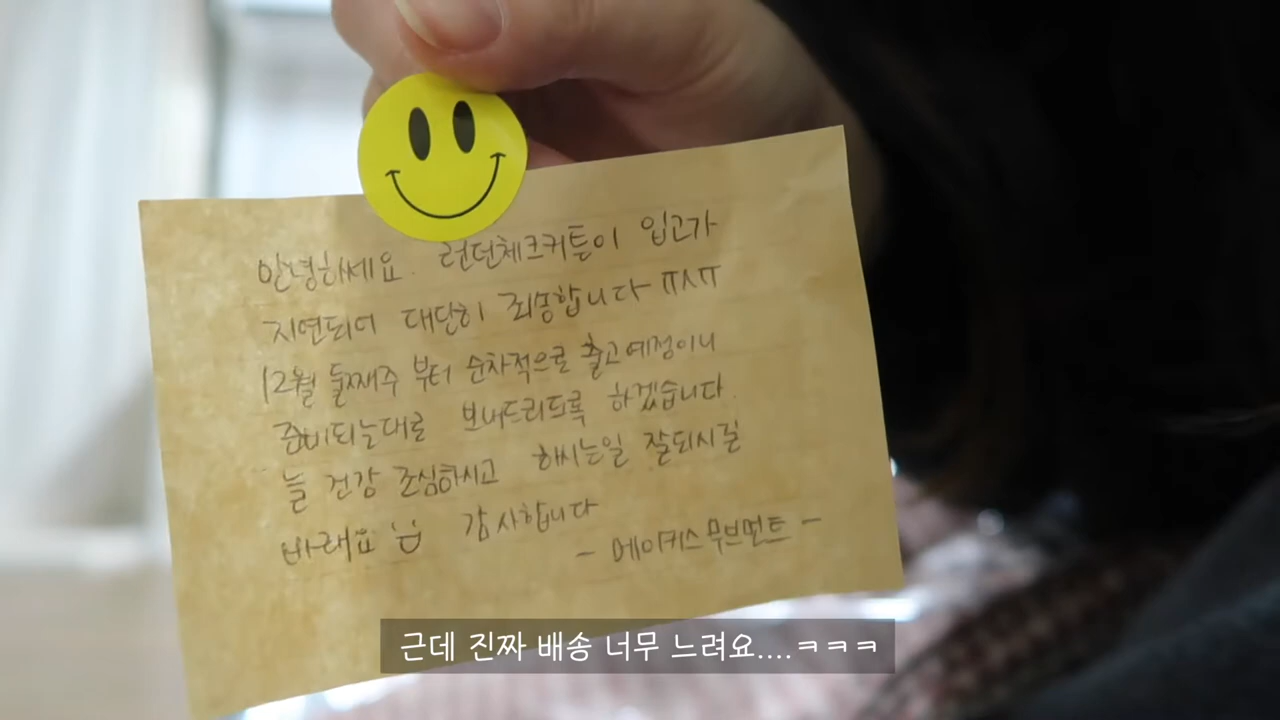 안녕하세요. 런던체크커튼이 입고가
지연되어 대단히 죄송합니다 ㅠㅅㅠ
12월 둘째주 부터 순차적으로 출고예정이니
준비되는대로 보내드리도록 하겠습니다.
늘 건강 조심하시고 하시는일 잘되시길
바래요 감사합니다
- 메이커스무브먼트 -
근데 진짜 배송 너무 느려요....ㅋㅋㅋ